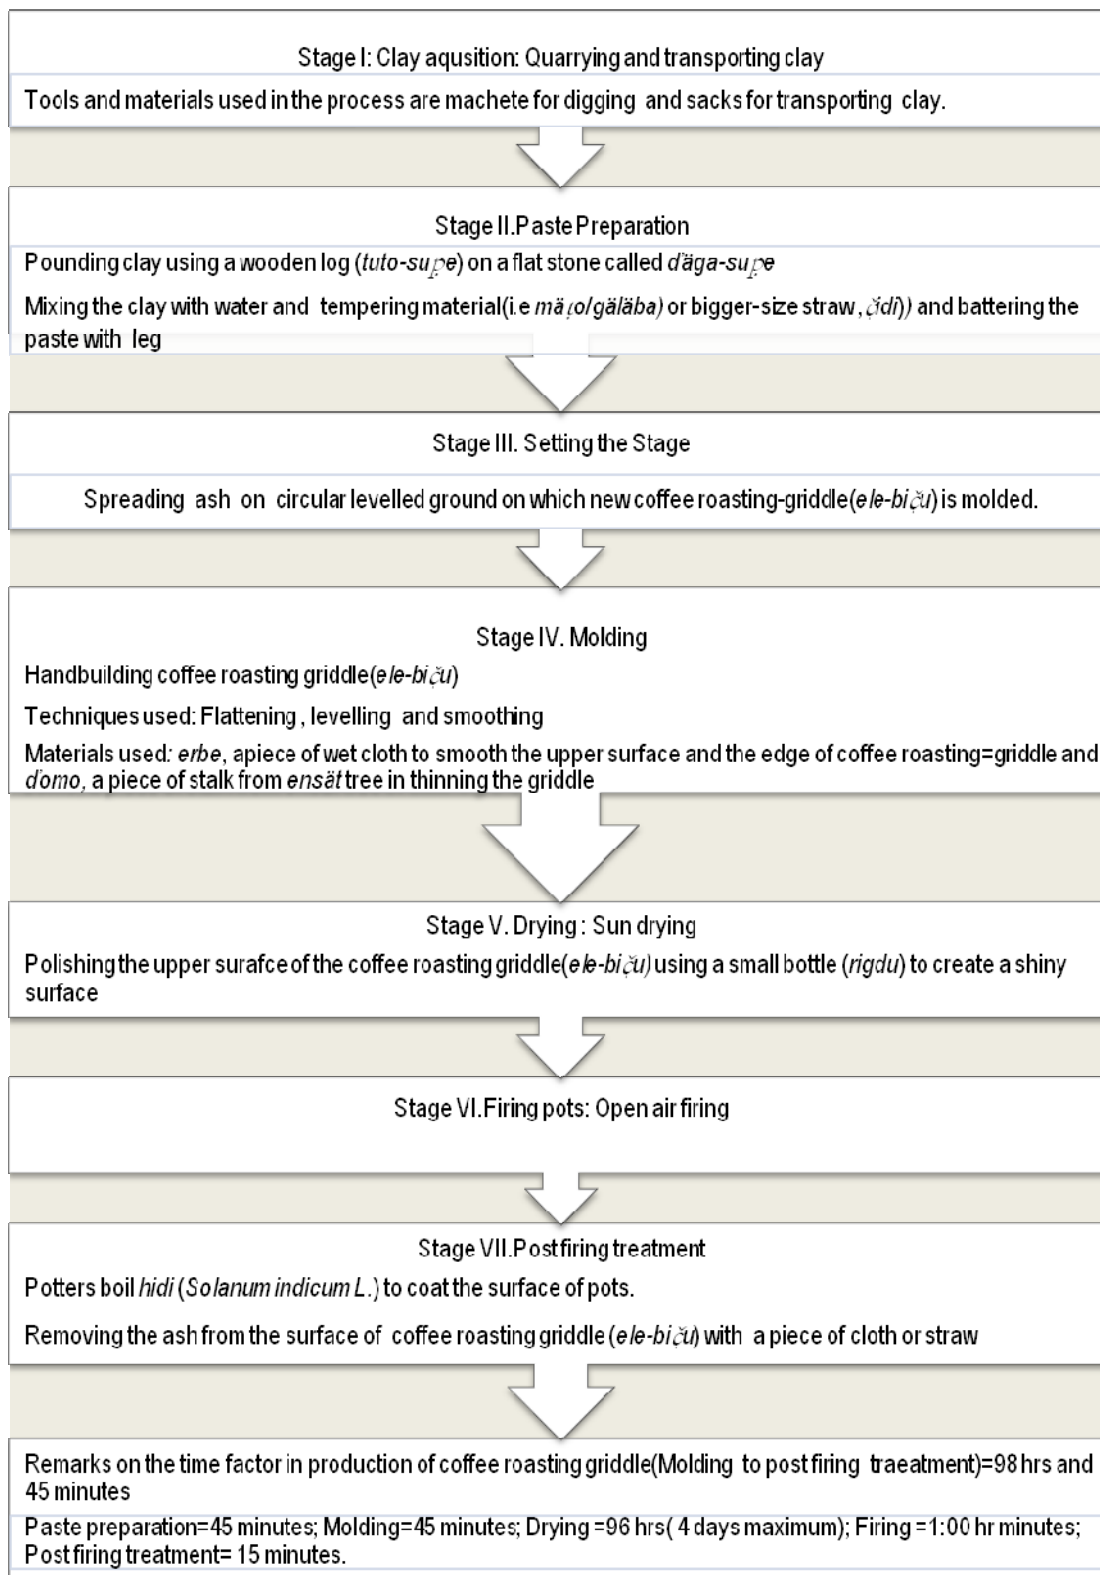 Stage I: Clay aqusition: Quarrying and transporting clay
Tools and materials used in the process are machete for digging and sacks for transporting clay.
Stage II.Paste Preparation
Pounding clay using a wooden log (tuto-supe) on a flat stone called d'äga-supe
Mixing the clay with water and tempering material(i.e mäṭo/gäläba) or bigger-size straw, čidi)) and battering the
paste with leg
Stage III. Setting the Stage
Spreading ash on circular levelled ground on which new coffee roasting-griddle(ele-biču) is molded.
Stage IV. Molding
Handbuilding coffee roasting griddle(ele-biču)
Techniques used: Flattening, levelling and smoothing
Materials used: erbe, apiece of wet cloth to smooth the upper surface and the edge of coffee roasting=griddle and
d'omo, a piece of stalk from ensät tree in thinning the griddle
Stage V. Drying : Sun drying
Polishing the upper surafce of the coffee roasting griddle(ele-biču) using a small bottle (rigdu) to create a shiny
surface
Stage VI.Firing pots: Open air firing
Stage VII.Postfiring treatment
Potters boil hidi (Solanum indicum L.) to coat the surface of pots.
Removing the ash from the surface of coffee roasting griddle (ele-biču) with a piece of cloth or straw
Remarks on the time factor in production of coffee roasting griddle(Molding to post firing traeatment)=98 hrs and
45 minutes
Paste preparation=45 minutes; Molding=45 minutes; Drying =96 hrs( 4 days maximum); Firing =1:00 hr minutes;
Post firing treatment= 15 minutes.